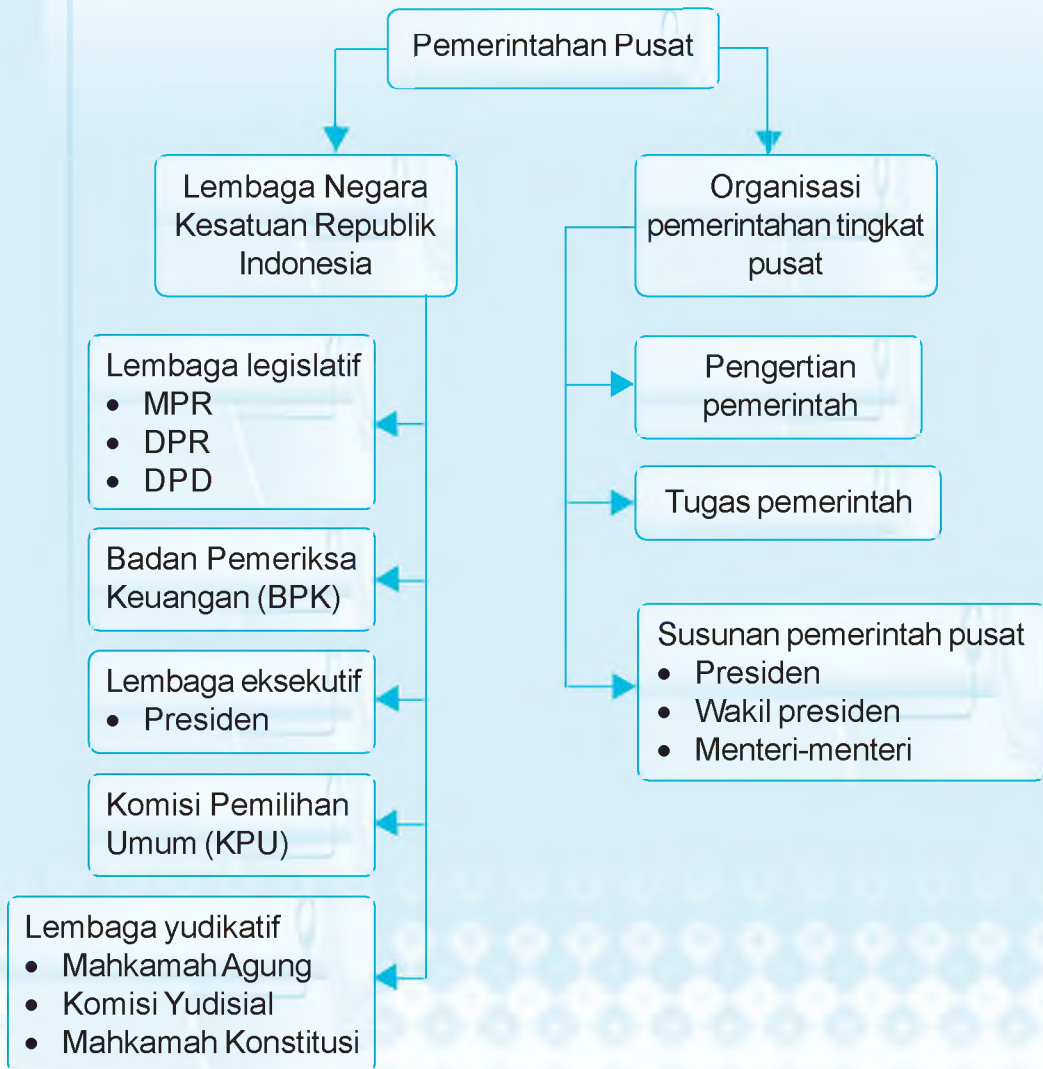 Pemerintahan Pusat
Lembaga Negara
Kesatuan Republik
Indonesia
Lembaga legislatif
• MPR
• DPR
• DPD
Badan Pemeriksa
Keuangan (BPK)
Lembaga eksekutif
• Presiden
Komisi Pemilihan
Umum (KPU)
Lembaga yudikatif
• Mahkamah Agung
• Komisi Yudisial
• Mahkamah Konstitusi
Organisasi
pemerintahan tingkat
pusat
Pengertian
pemerintah
Tugas pemerintah
Susunan pemerintah pusat
• Presiden
• Wakil presiden
• Menteri-menteri